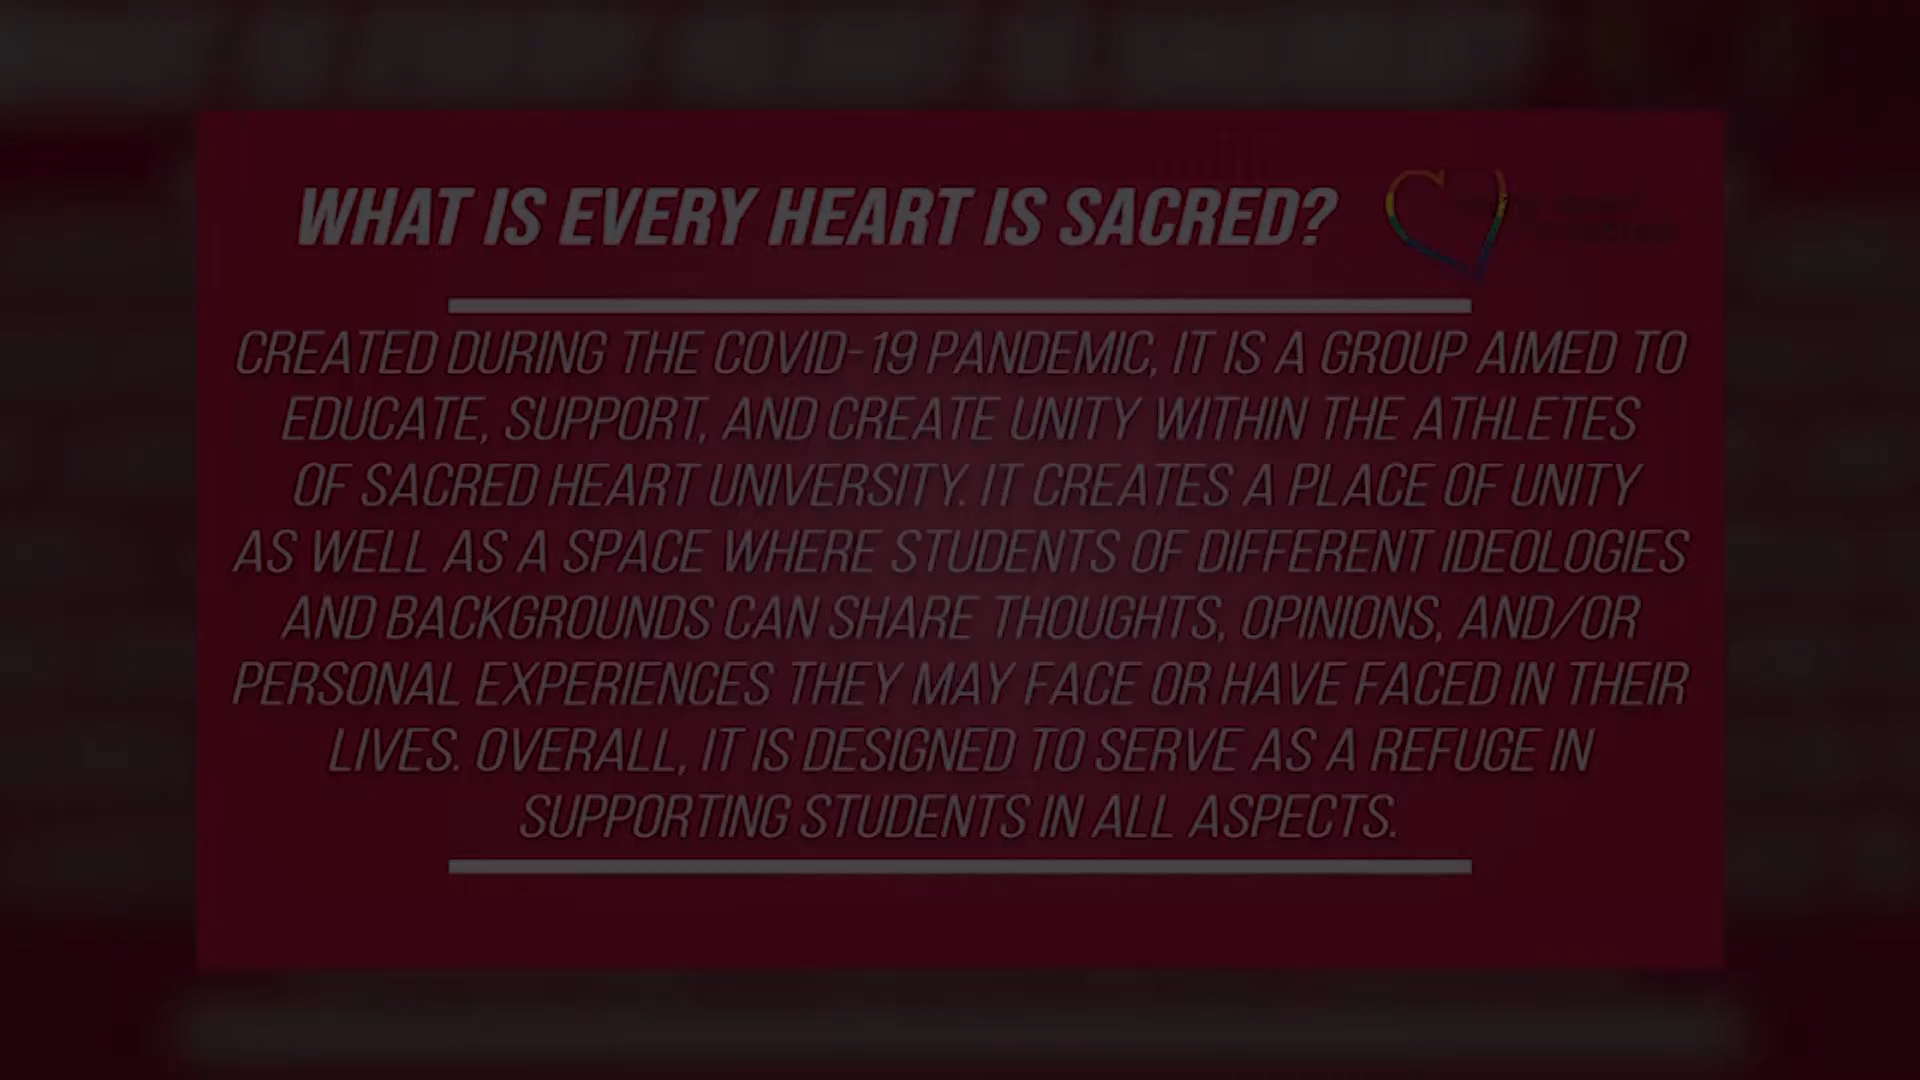 WHAT IS EVERY HEART IS SACRED?
CREATED DURING THE COVID-19 PANDEMIC, IT IS A GROUP AIMED TO
EDUCATE, SUPPORT, AND CREATE UNITY WITHIN THE ATHLETES
OF SACRED HEART UNIVERSITY. IT CREATES A PLACE OF UNITY
AS WELL AS A SPACE WHERE STUDENTS OF DIFFERENT IDEOLOGIES
AND BACKGROUNDS CAN SHARE THOUGHTS, OPINIONS, AND/OR
PERSONAL EXPERIENCES THEY MAY FACE OR HAVE FACED IN THEIR
LIVES. OVERALL, IT IS DESIGNED TO SERVE AS A REFUGE IN
SUPPORTING STUDENTS IN ALL ASPECTS.